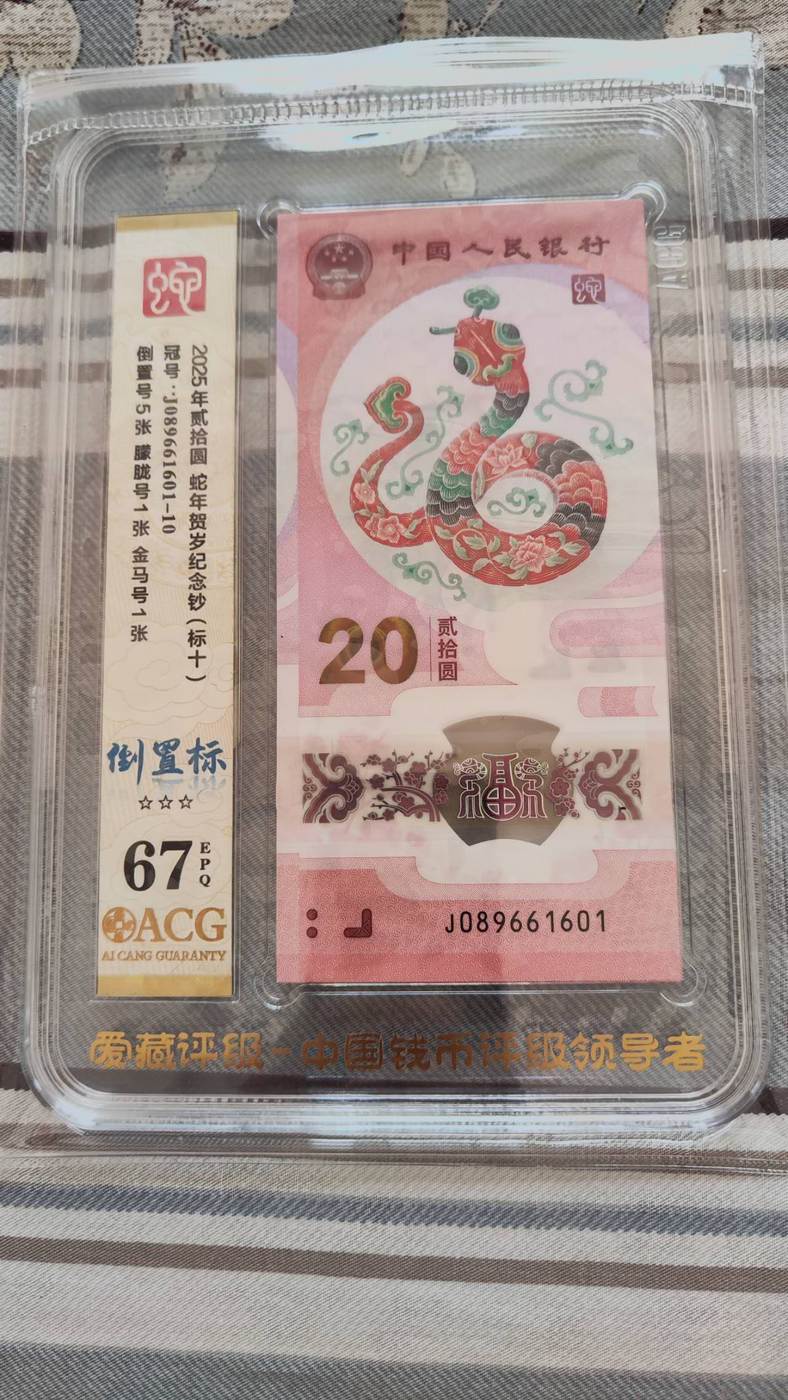 蛇
2025年贰拾圆 蛇年贺岁纪念钞(标十)
冠号:J089661601-10
倒置号5张 朦胧号1张 金马号1张
倒置标
☆☆☆
67 EPQ
ACG
AI CANG GUARANTY
中国人民银行
蛇
20 贰拾圆
福
J089661601
爱藏评级-中国钱币评级领导者